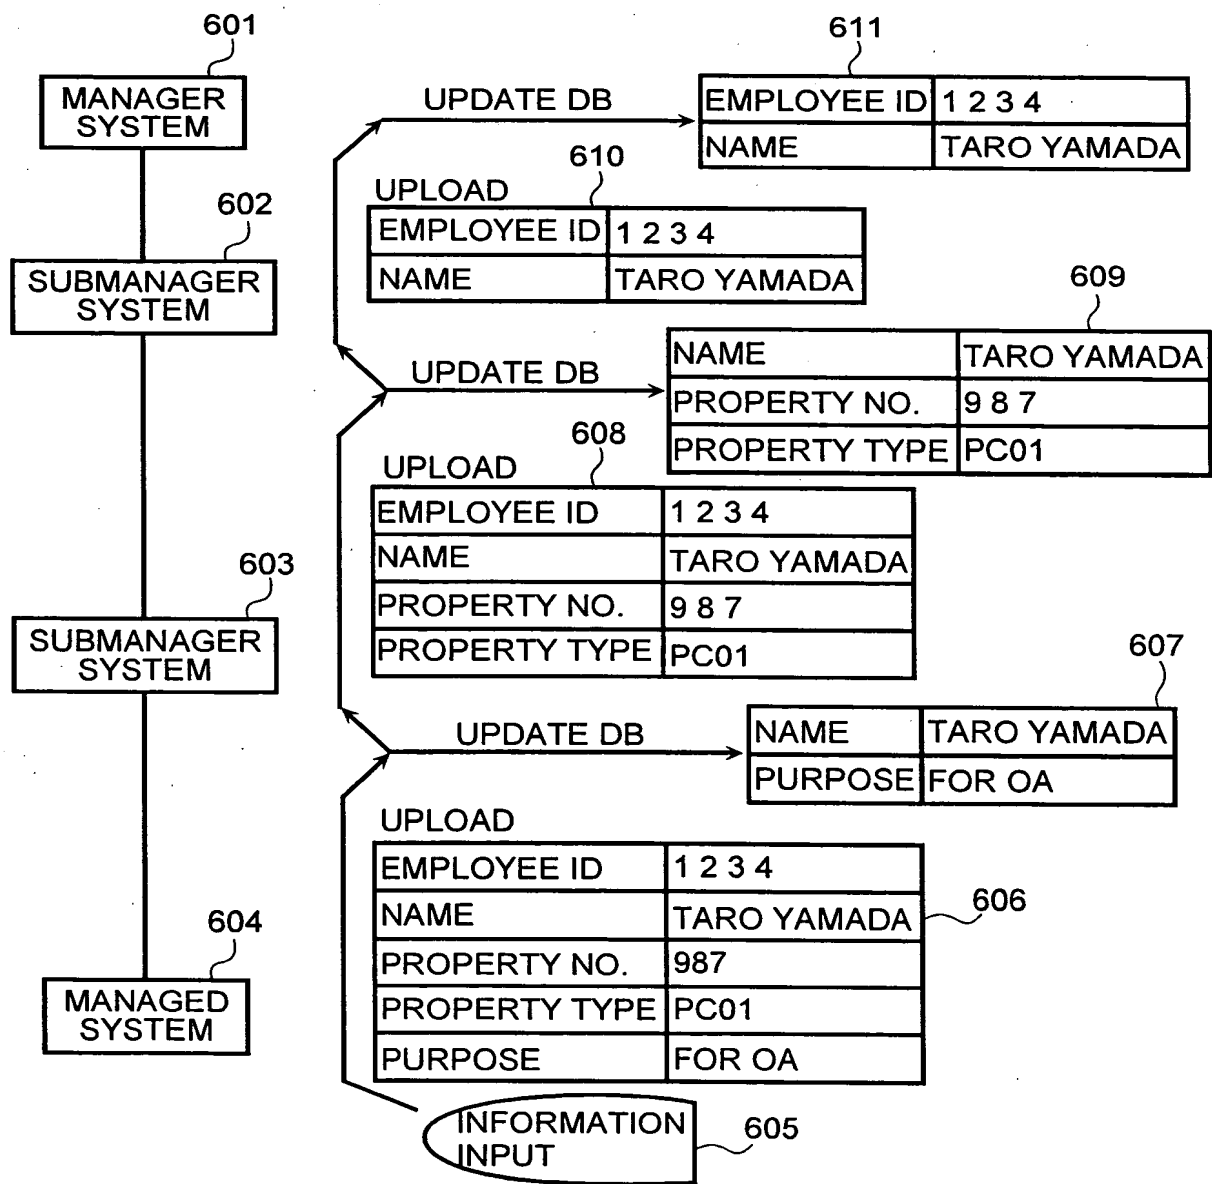 601
MANAGER
SYSTEM
602
SUBMANAGER
SYSTEM
603
SUBMANAGER
SYSTEM
604
MANAGED
SYSTEM
611
UPDATE DB
EMPLOYEE ID 1 2 3 4
NAME TARO YAMADA
610
UPLOAD
EMPLOYEE ID 1 2 3 4
NAME TARO YAMADA
609
UPDATE DB
NAME TARO YAMADA
PROPERTY NO. 9 8 7
PROPERTY TYPE PC01
608
UPLOAD
EMPLOYEE ID 1 2 3 4
NAME TARO YAMADA
PROPERTY NO. 9 8 7
PROPERTY TYPE PC01
607
UPDATE DB
NAME TARO YAMADA
PURPOSE FOR OA
UPLOAD
EMPLOYEE ID 1 2 3 4
NAME TARO YAMADA
606
PROPERTY NO. 987
PROPERTY TYPE PC01
PURPOSE FOR OA
INFORMATION
INPUT
605